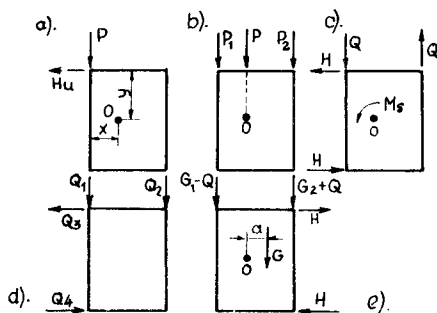 a). P b). P₁ P P₂ c). Q Q
Hu y H
O O Mₛ
x O
H
Q₁ Q₂ G₁-Q G₂+Q
Q₃ a H
G
O
d). Q4 H e).